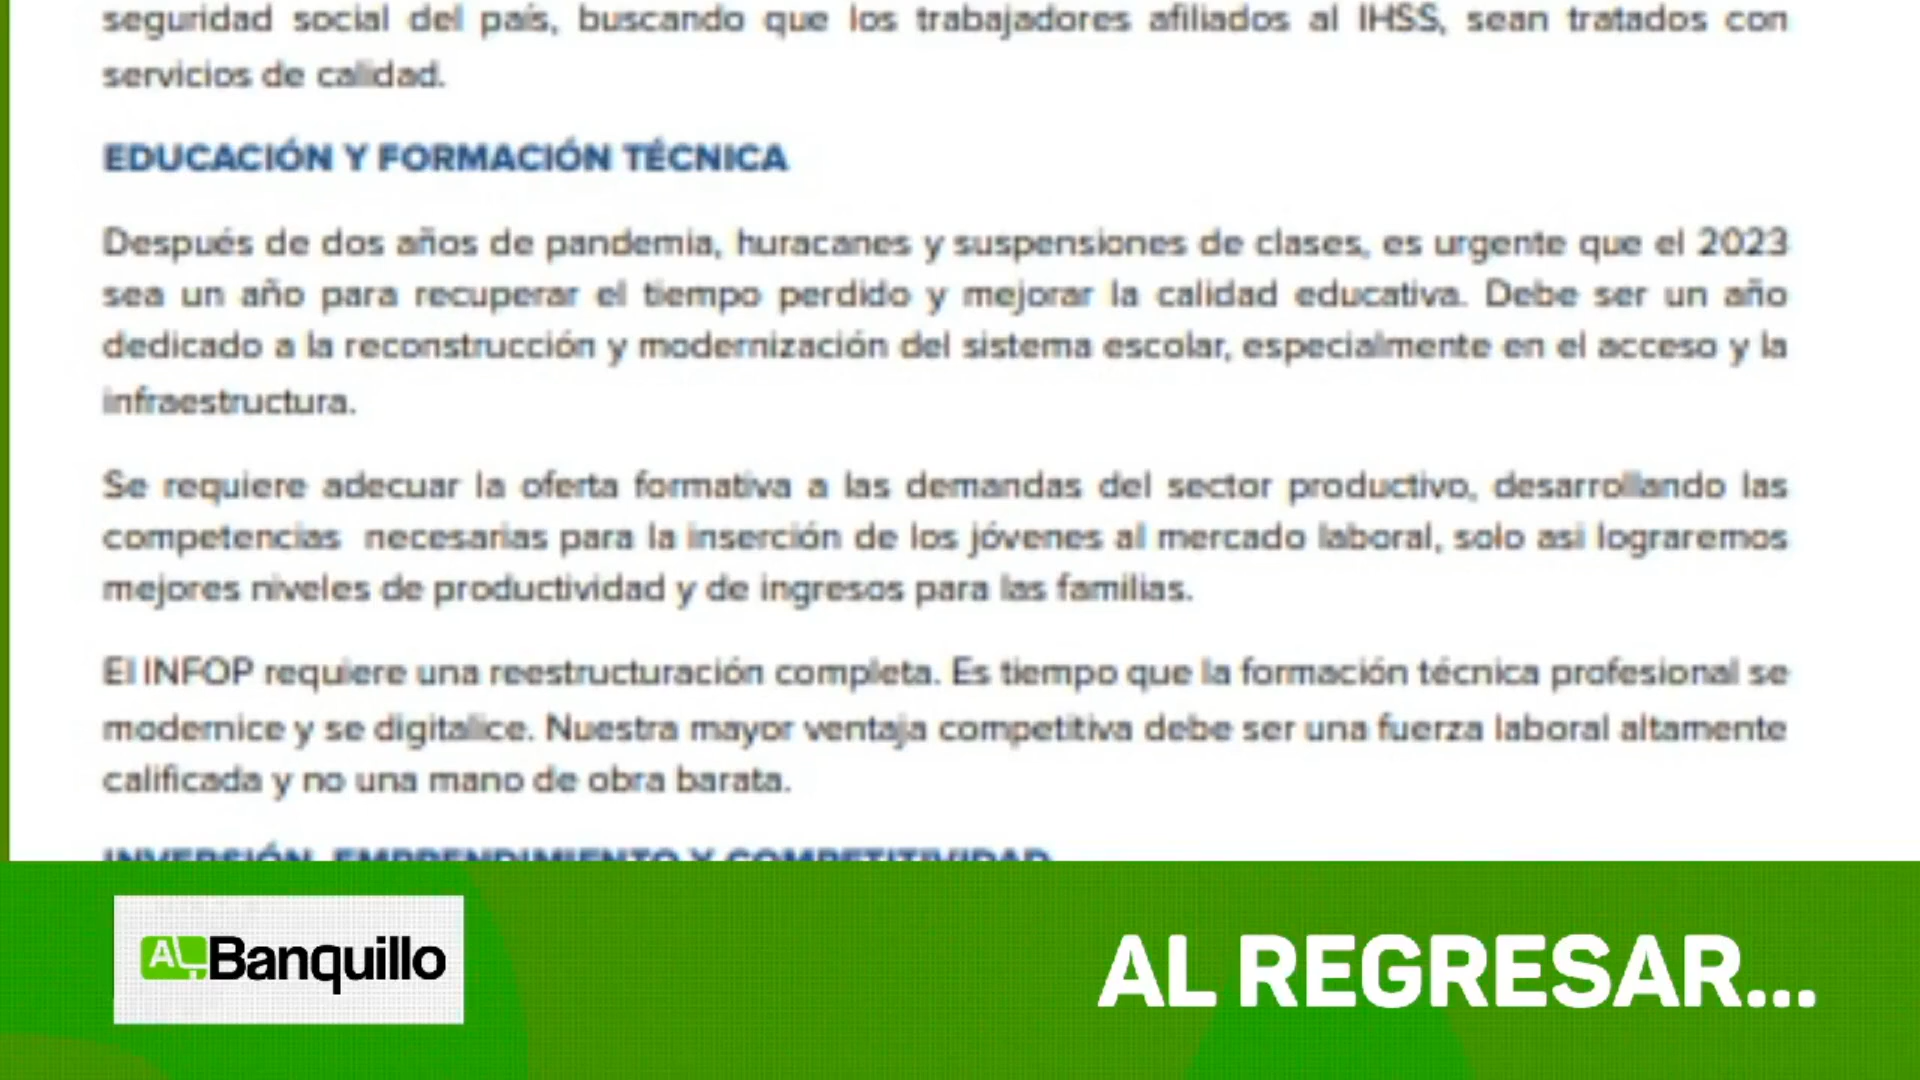 seguridad social del país, buscando que los trabajadores afiliados al IHSS, sean tratados con
servicios de calidad.
EDUCACIÓN Y FORMACIÓN TÉCNICA
Después de dos años de pandemia, huracanes y suspensiones de clases, es urgente que el 2023
sea un año para recuperar el tiempo perdido y mejorar la calidad educativa. Debe ser un año
dedicado a la reconstrucción y modernización del sistema escolar, especialmente en el acceso y la
infraestructura.
Se requiere adecuar la oferta formativa a las demandas del sector productivo, desarrollando las
competencias necesarias para la inserción de los jóvenes al mercado laboral, solo asi lograremos
mejores niveles de productividad y de ingresos para las familias.
El INFOP requiere una reestructuración completa. Es tiempo que la formación técnica profesional se
modernice y se digitalice. Nuestra mayor ventaja competitiva debe ser una fuerza laboral altamente
calificada y no una mano de obra barata.
INVERSIÓN, EMPRENDIMIENTO Y COMPETITIVIDAD
AL Banquillo
AL REGRESAR...